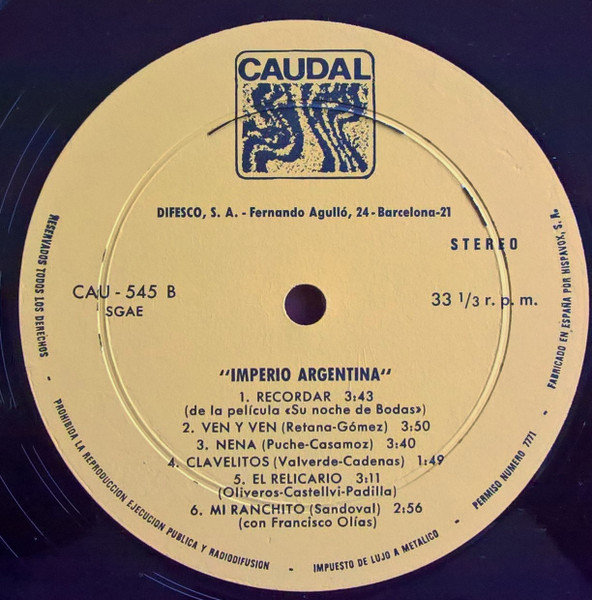 CAUDAL
DIFESCO, S. A. - Fernando Agulló, 24 - Barcelona-21
STEREO
CAU - 545 B
SGAE
33 1/3 r. p. m.
"IMPERIO ARGENTINA"
1. RECORDAR 3:43
(de la película «Su noche de Bodas»)
2. VEN Y VEN (Retana-Gómez) 3:50
3. NENA (Puche-Casamoz) 3:40
4. CLAVELITOS (Valverde-Cadenas) 1:49
5. EL RELICARIO 3:11
(Oliveros-Castellvi-Padilla)
6. MI RANCHITO (Sandoval) 2:56
(con Francisco Olías)
RESERVADOS TODOS LOS DERECHOS - PROHIBIDA LA REPRODUCCION EJECUCION PUBLICA Y RADIODIFUSION - IMPUESTO DE LUJO A METALICO - PERMISO NUMERO 7771 - FABRICADO EN ESPAÑA POR HISPAVOX, S. A.